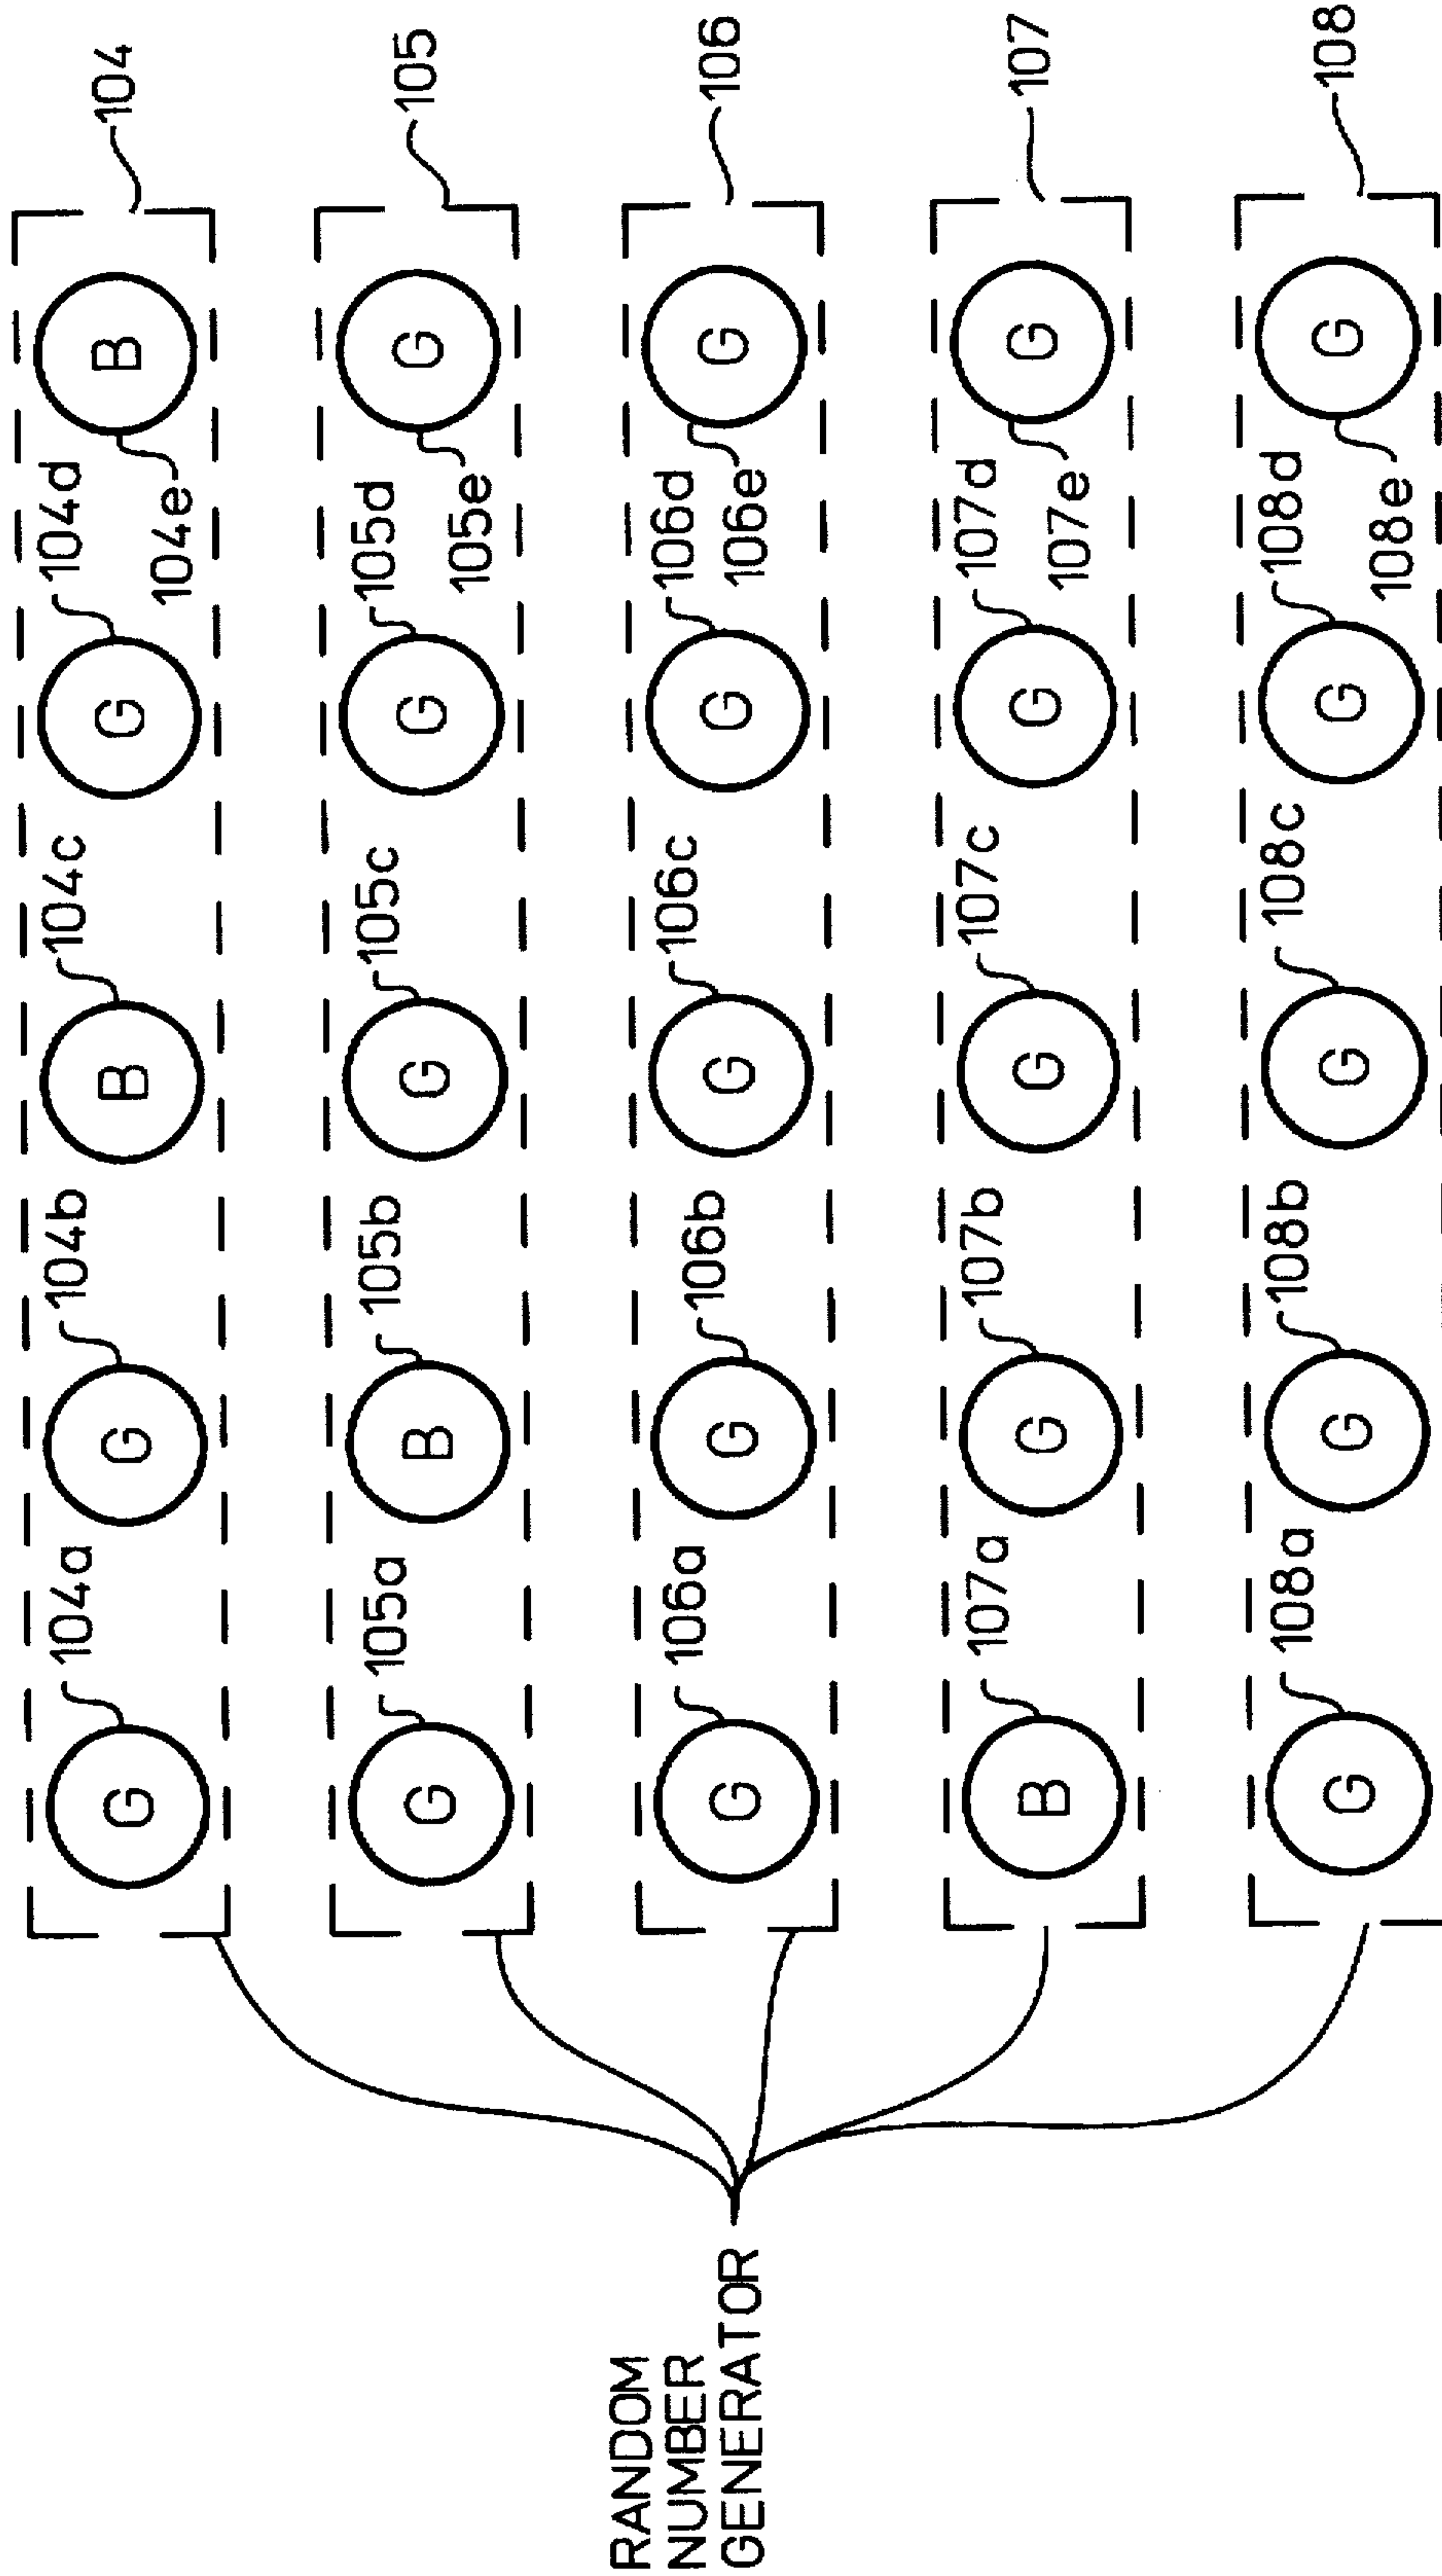 RANDOM
NUMBER
GENERATOR
104a 104b 104c 104d
G G B G B 104
104e
105a 105b 105c 105d
G B G G G 105
105e
106a 106b 106c 106d
G G G G G 106
106e
107a 107b 107c 107d
B G G G G 107
107e
108a 108b 108c 108d
G G G G G 108
108e